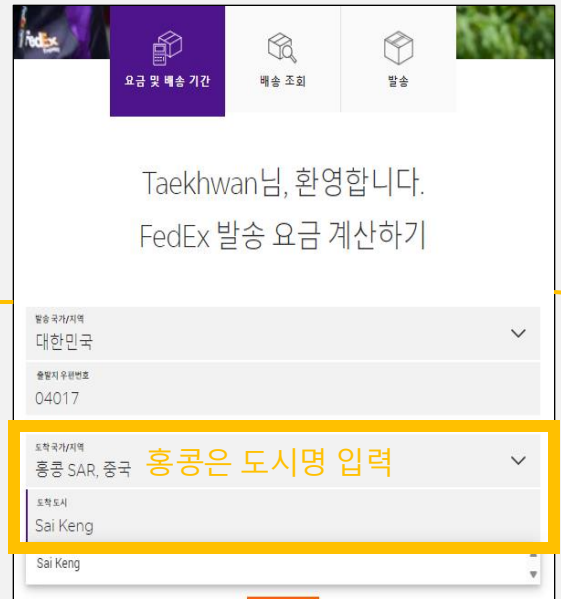 FedEx
요금 및 배송 기간
배송 조회
발송
Taekhwan님, 환영합니다.
FedEx 발송 요금 계산하기
발송 국가/지역
대한민국
출발지 우편번호
04017
도착 국가/지역
홍콩 SAR, 중국
홍콩은 도시명 입력
도착 도시
Sai Keng
Sai Keng